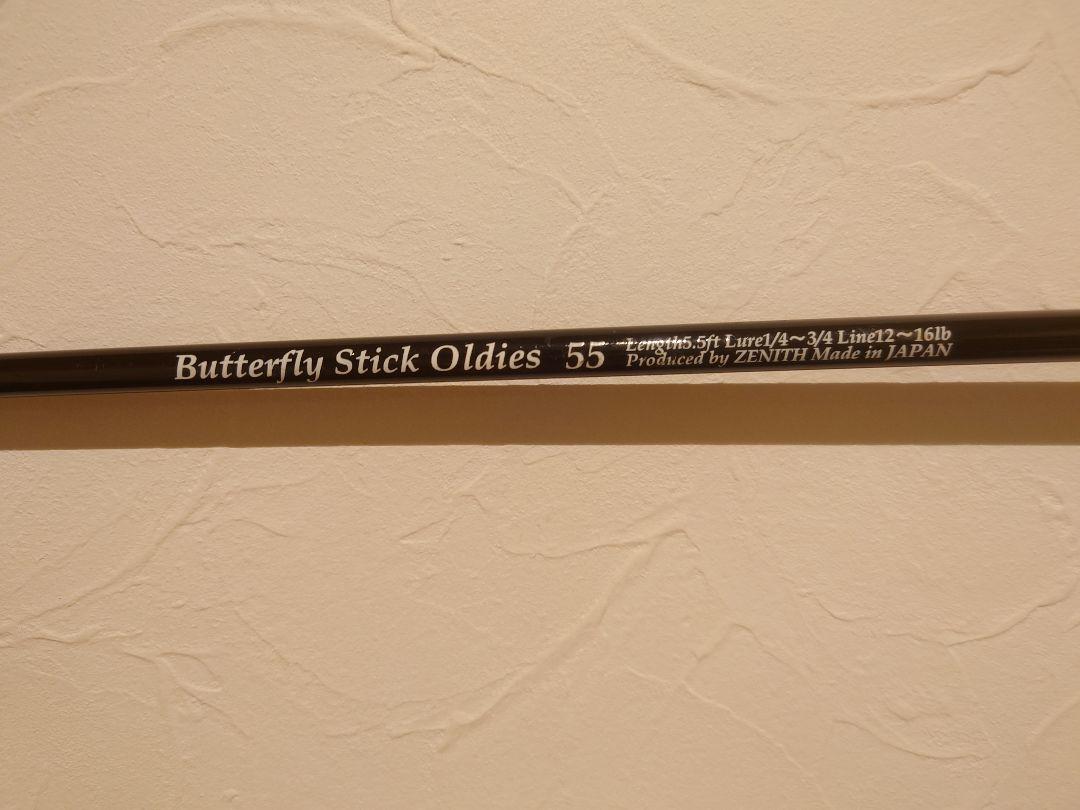 Butterfly Stick Oldies 55
Length5.5ft Lure1/4～3/4 Line12～16lb
Produced by ZENITH Made in JAPAN